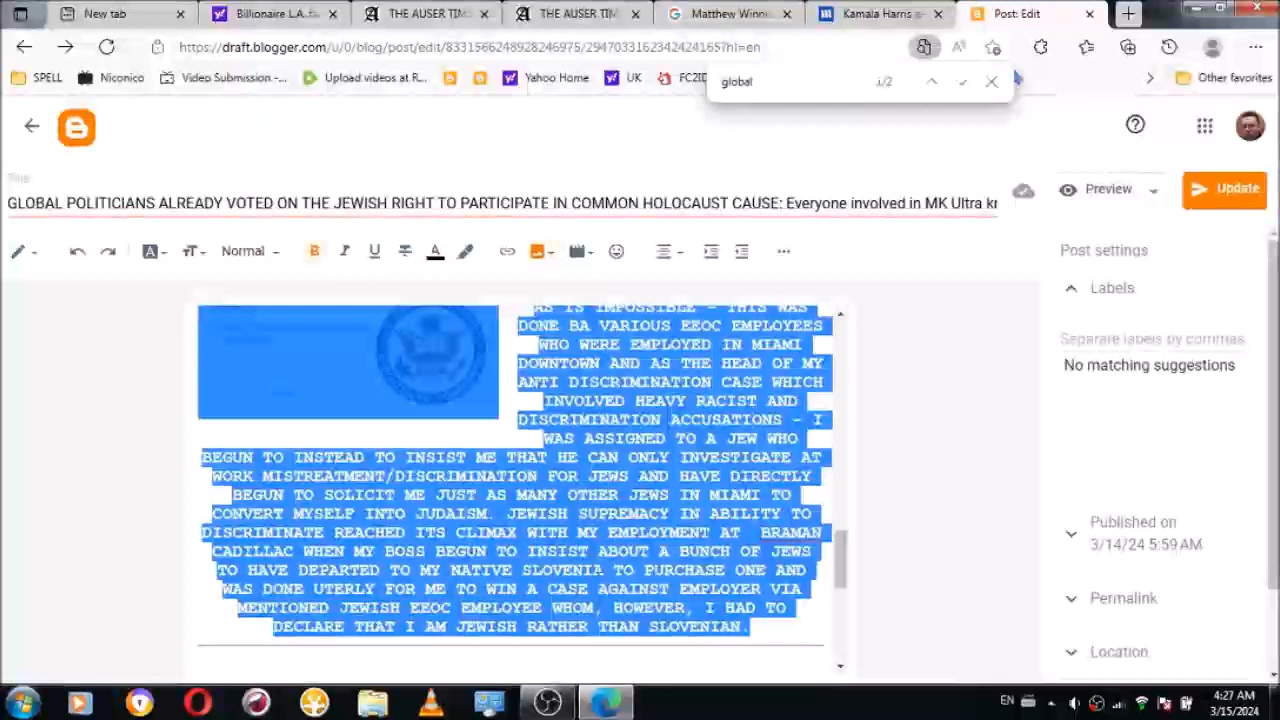 New tab
Billionaire L.A.
THE AUSER TIM
THE AUSER TIM
Matthew Winn
Kamala Harris
Post: Edit
https://draft.blogger.com/u/0/blog/post/edit/8331566248928246975/2947033162342424165?hl=en
SPELL
Niconico
Video Submission -...
Upload videos at R...
Yahoo Home
UK
FC2ID
Other favorites
global
1/2
Title
GLOBAL POLITICIANS ALREADY VOTED ON THE JEWISH RIGHT TO PARTICIPATE IN COMMON HOLOCAUST CAUSE: Everyone involved in MK Ultra kr
Preview
Update
Normal
Post settings
Labels
Separate labels by commas
No matching suggestions
Published on
3/14/24 5:59 AM
Permalink
Location
AS IS IMPOSSIBLE - THIS WAS
DONE BA VARIOUS EEOC EMPLOYEES
WHO WERE EMPLOYED IN MIAMI
DOWNTOWN AND AS THE HEAD OF MY
ANTI DISCRIMINATION CASE WHICH
INVOLVED HEAVY RACIST AND
DISCRIMINATION ACCUSATIONS - I
WAS ASSIGNED TO A JEW WHO
BEGUN TO INSTEAD TO INSIST ME THAT HE CAN ONLY INVESTIGATE AT
WORK MISTREATMENT/DISCRIMINATION FOR JEWS AND HAVE DIRECTLY
BEGUN TO SOLICIT ME JUST AS MANY OTHER JEWS IN MIAMI TO
CONVERT MYSELF INTO JUDAISM. JEWISH SUPREMACY IN ABILITY TO
DISCRIMINATE REACHED ITS CLIMAX WITH MY EMPLOYMENT AT BRAMAN
CADILLAC WHEN MY BOSS BEGUN TO INSIST ABOUT A BUNCH OF JEWS
TO HAVE DEPARTED TO MY NATIVE SLOVENIA TO PURCHASE ONE AND
WAS DONE UTERLY FOR ME TO WIN A CASE AGAINST EMPLOYER VIA
MENTIONED JEWISH EEOC EMPLOYEE WHOM, HOWEVER, I HAD TO
DECLARE THAT I AM JEWISH RATHER THAN SLOVENIAN.
EN
4:27 AM
3/15/2024